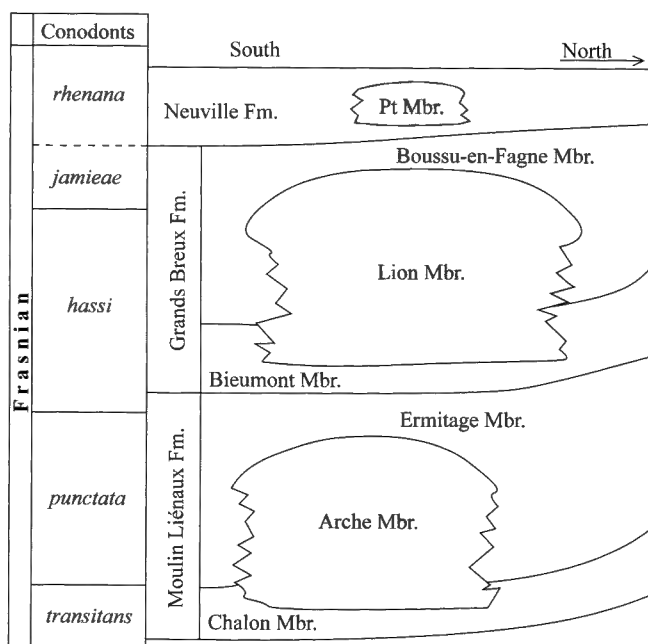 Conodonts
South
North
rhenana
Neuville Fm.
Pt Mbr.
jamieae
Boussu-en-Fagne Mbr.
Grands Breux Fm.
Lion Mbr.
hassi
Bieumont Mbr.
Frasnian
Ermitage Mbr.
Moulin Liénaux Fm.
punctata
Arche Mbr.
transitans
Chalon Mbr.